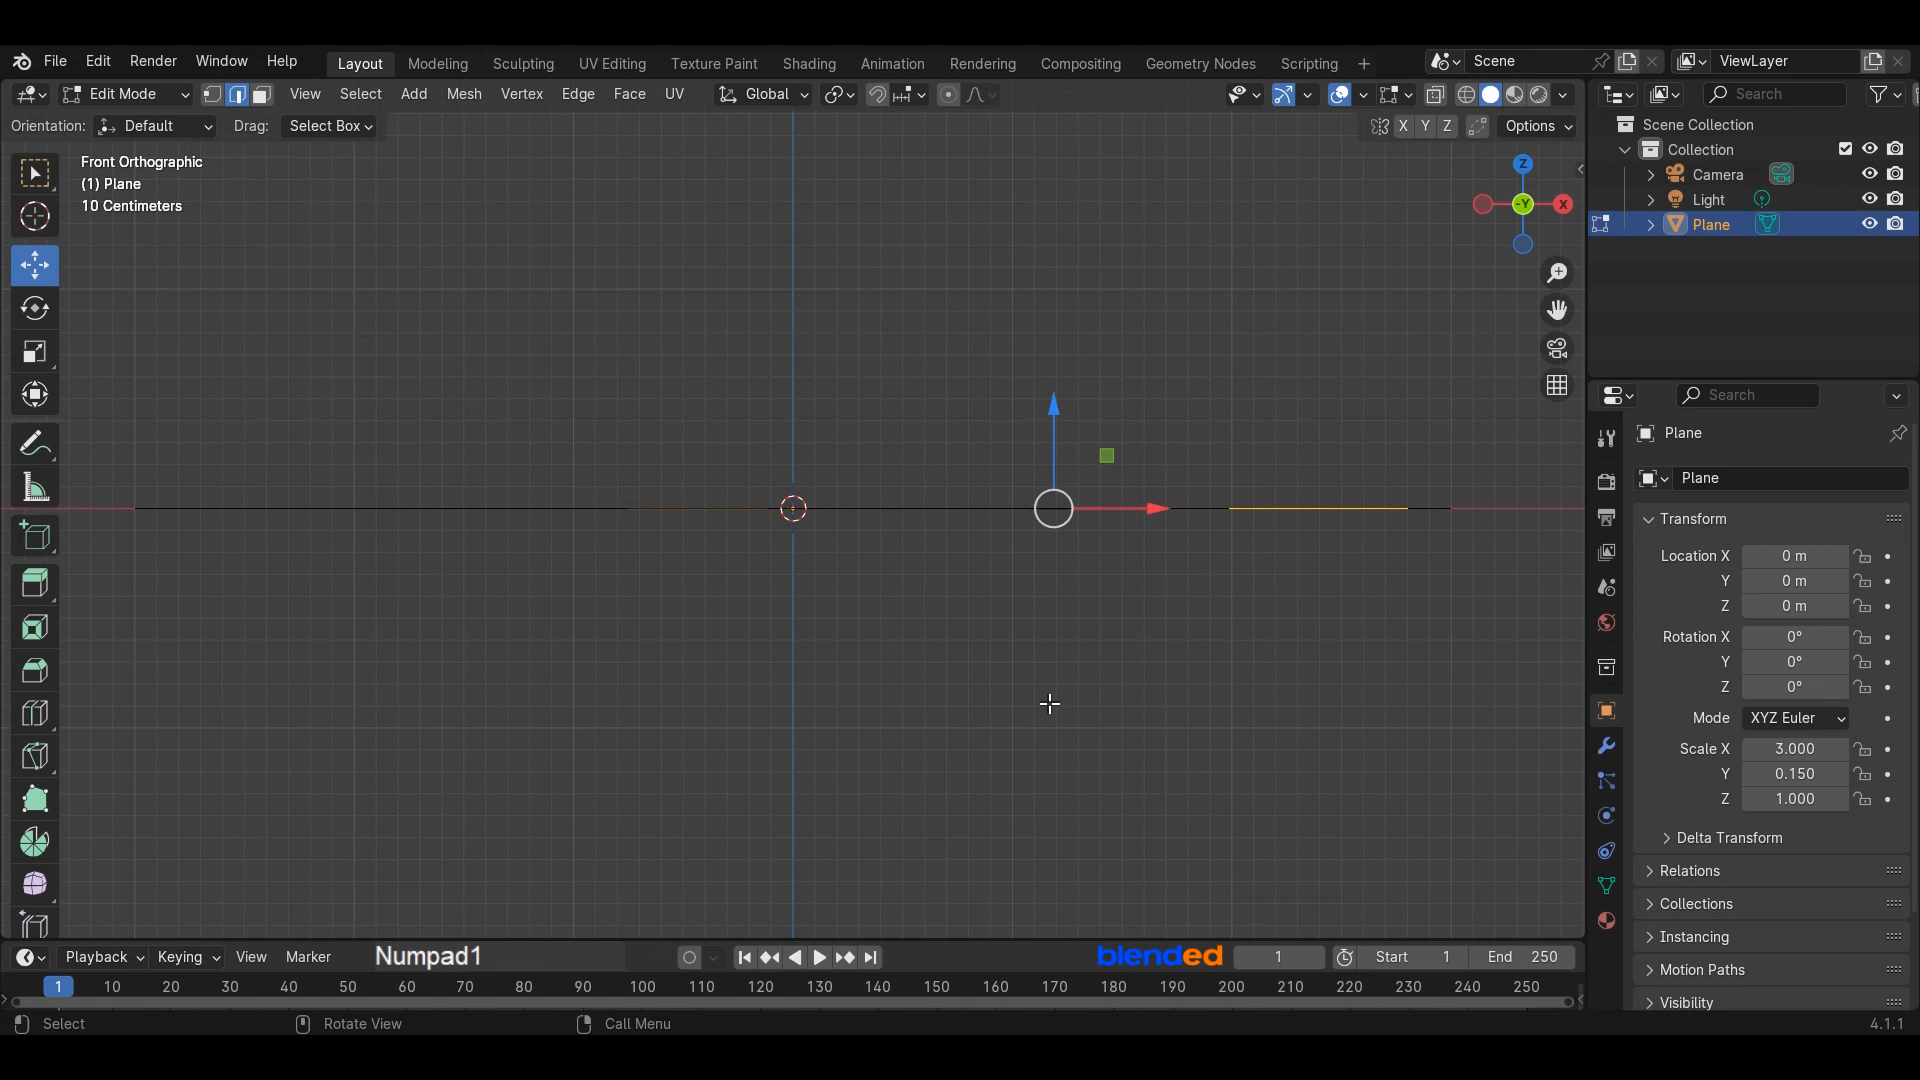 File Edit Render Window Help Layout Modeling Sculpting UV Editing Texture Paint Shading Animation Rendering Compositing Geometry Nodes Scripting + Scene ViewLayer
Edit Mode View Select Add Mesh Vertex Edge Face UV Global Search
Orientation: Default Drag: Select Box X Y Z Options Scene Collection
Collection
Front Orthographic Z Camera
(1) Plane -Y X Light
10 Centimeters Plane
Search
Plane
Plane
Transform
Location X 0 m
Y 0 m
Z 0 m
Rotation X 0°
Y 0°
Z 0°
Mode XYZ Euler
Scale X 3.000
Y 0.150
Z 1.000
Delta Transform
Relations
Collections
Instancing
Motion Paths
Visibility
Playback Keying View Marker Numpad1 blended 1 Start 1 End 250
1 10 20 30 40 50 60 70 80 90 100 110 120 130 140 150 160 170 180 190 200 210 220 230 240 250
Select Rotate View Call Menu 4.1.1